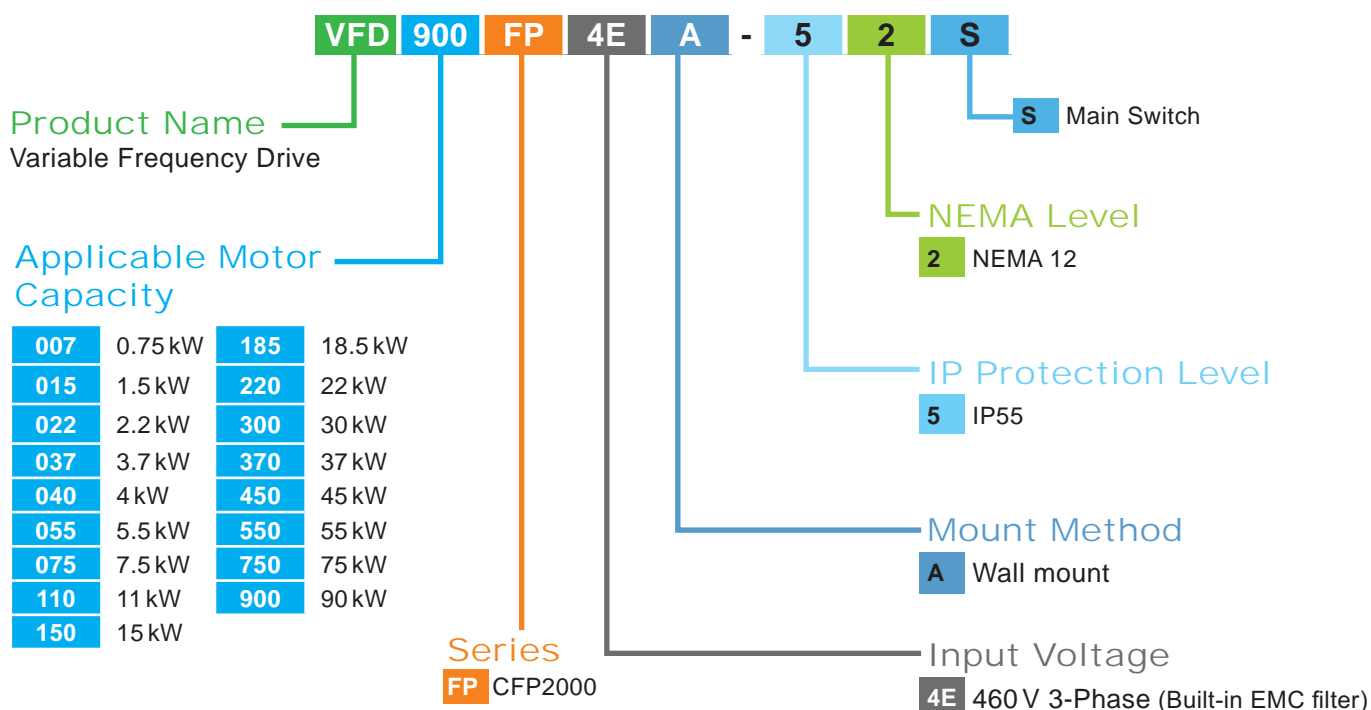 VFD 900 FP 4E A - 5 2 S
S Main Switch
Product Name
Variable Frequency Drive
NEMA Level
2 NEMA 12
Applicable Motor
Capacity
007 0.75 kW 185 18.5 kW
015 1.5 kW 220 22 kW
022 2.2 kW 300 30 kW
037 3.7 kW 370 37 kW
040 4 kW 450 45 kW
055 5.5 kW 550 55 kW
075 7.5 kW 750 75 kW
110 11 kW 900 90 kW
150 15 kW
IP Protection Level
5 IP55
Mount Method
A Wall mount
Series
FP CFP2000
Input Voltage
4E 460 V 3-Phase (Built-in EMC filter)